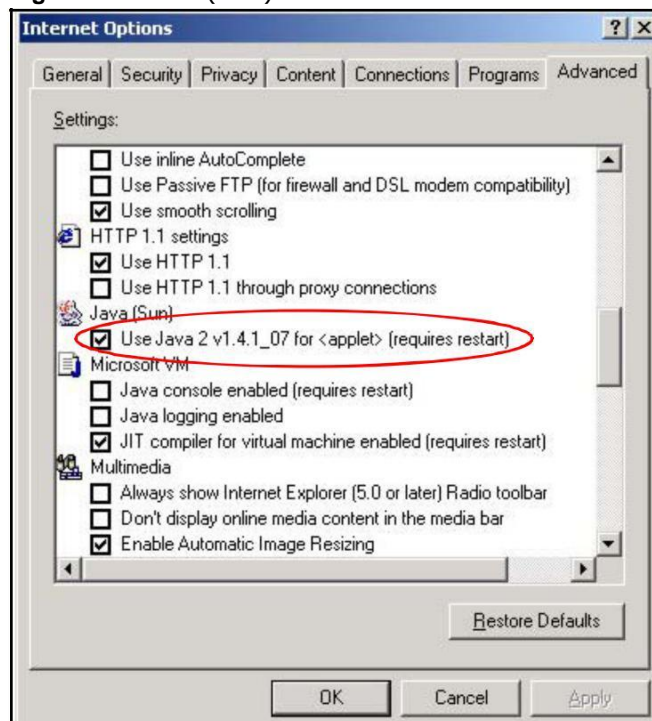 Internet Options
General Security Privacy Content Connections Programs Advanced
Settings:
Use inline AutoComplete
Use Passive FTP (for firewall and DSL modem compatibility)
Use smooth scrolling
HTTP 1.1 settings
Use HTTP 1.1
Use HTTP 1.1 through proxy connections
Java (Sun)
Use Java 2 v1.4.1_07 for <applet> (requires restart)
Microsoft VM
Java console enabled (requires restart)
Java logging enabled
JIT compiler for virtual machine enabled (requires restart)
Multimedia
Always show Internet Explorer (5.0 or later) Radio toolbar
Don't display online media content in the media bar
Enable Automatic Image Resizing
Restore Defaults
OK Cancel Apply